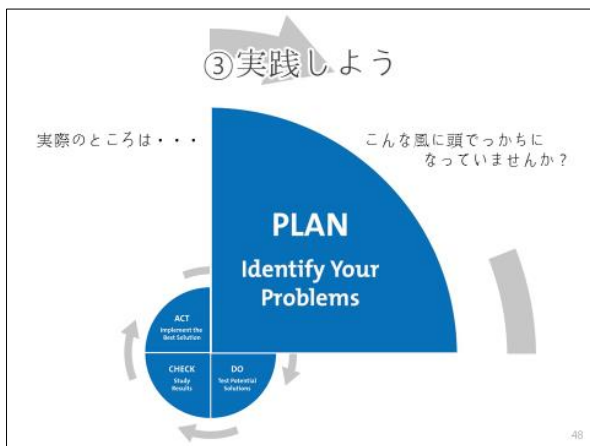 ③実践しよう
実際のところは・・・
こんな風に頭でっかちに
なっていませんか？
PLAN
Identify Your
Problems
ACT
Implement the
Best Solution
CHECK
Study
Results
DO
Test Potential
Solutions
48